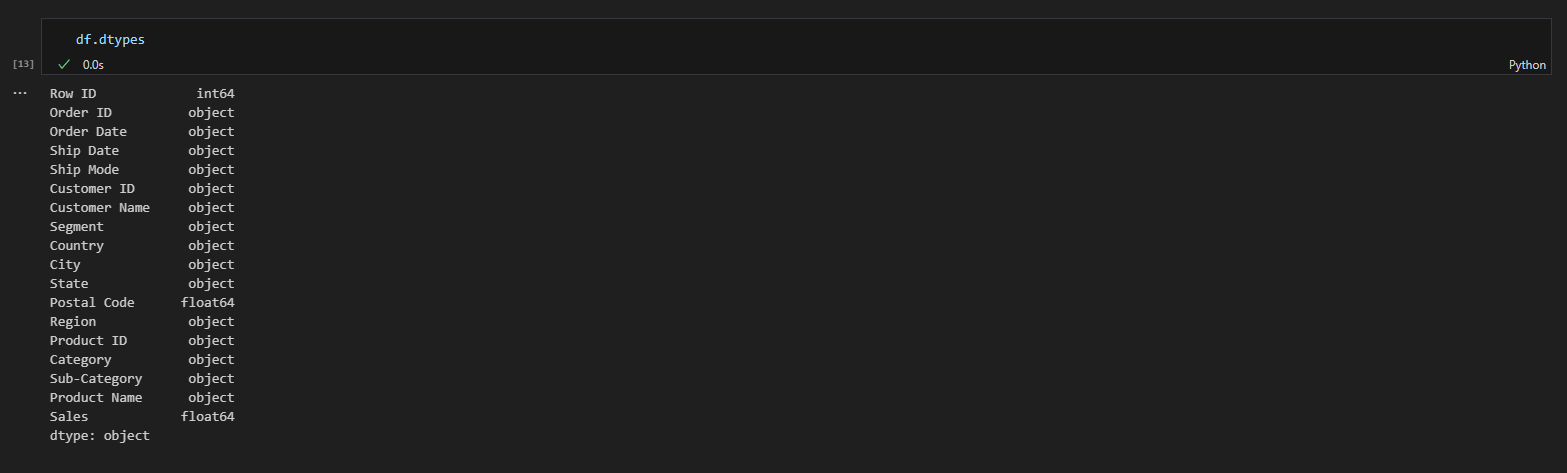 df.dtypes
[13] ✓ 0.0s Python
... Row ID int64
Order ID object
Order Date object
Ship Date object
Ship Mode object
Customer ID object
Customer Name object
Segment object
Country object
City object
State object
Postal Code float64
Region object
Product ID object
Category object
Sub-Category object
Product Name object
Sales float64
dtype: object